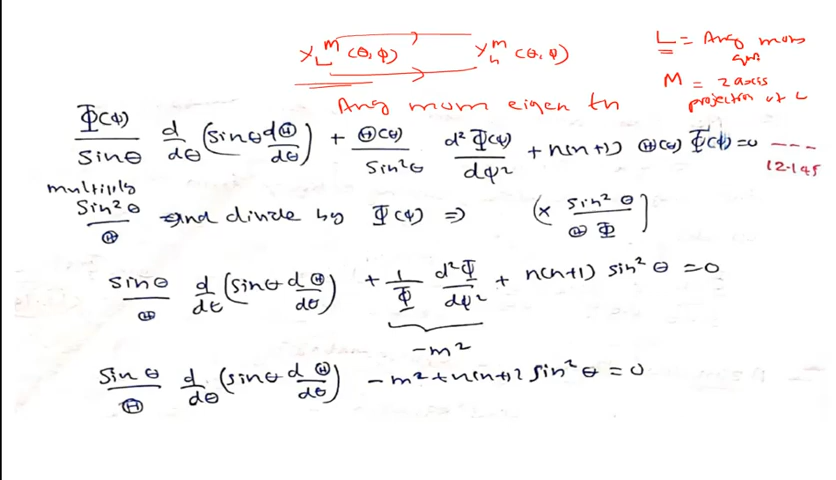 Y_L^M (θ,φ) Y_n^m (θ,φ)
L = Ang mom
M = z axis projection of L
Ang mom eigen fn
Φ(φ)/sinθ d/dθ (sinθ dΘ/dθ) + Θ(θ)/sin²θ d²Φ(φ)/dφ² + n(n+1) Θ(θ) Φ(φ) = 0 ---- 12.145
multiply
sin²θ/Θ and divide by Φ(φ) ⇒ (× sin²θ/ΘΦ)
sinθ/Θ d/dθ (sinθ dΘ/dθ) + 1/Φ d²Φ/dφ² + n(n+1) sin²θ = 0
-m²
sinθ/Θ d/dθ (sinθ dΘ/dθ) - m² + n(n+1) sin²θ = 0